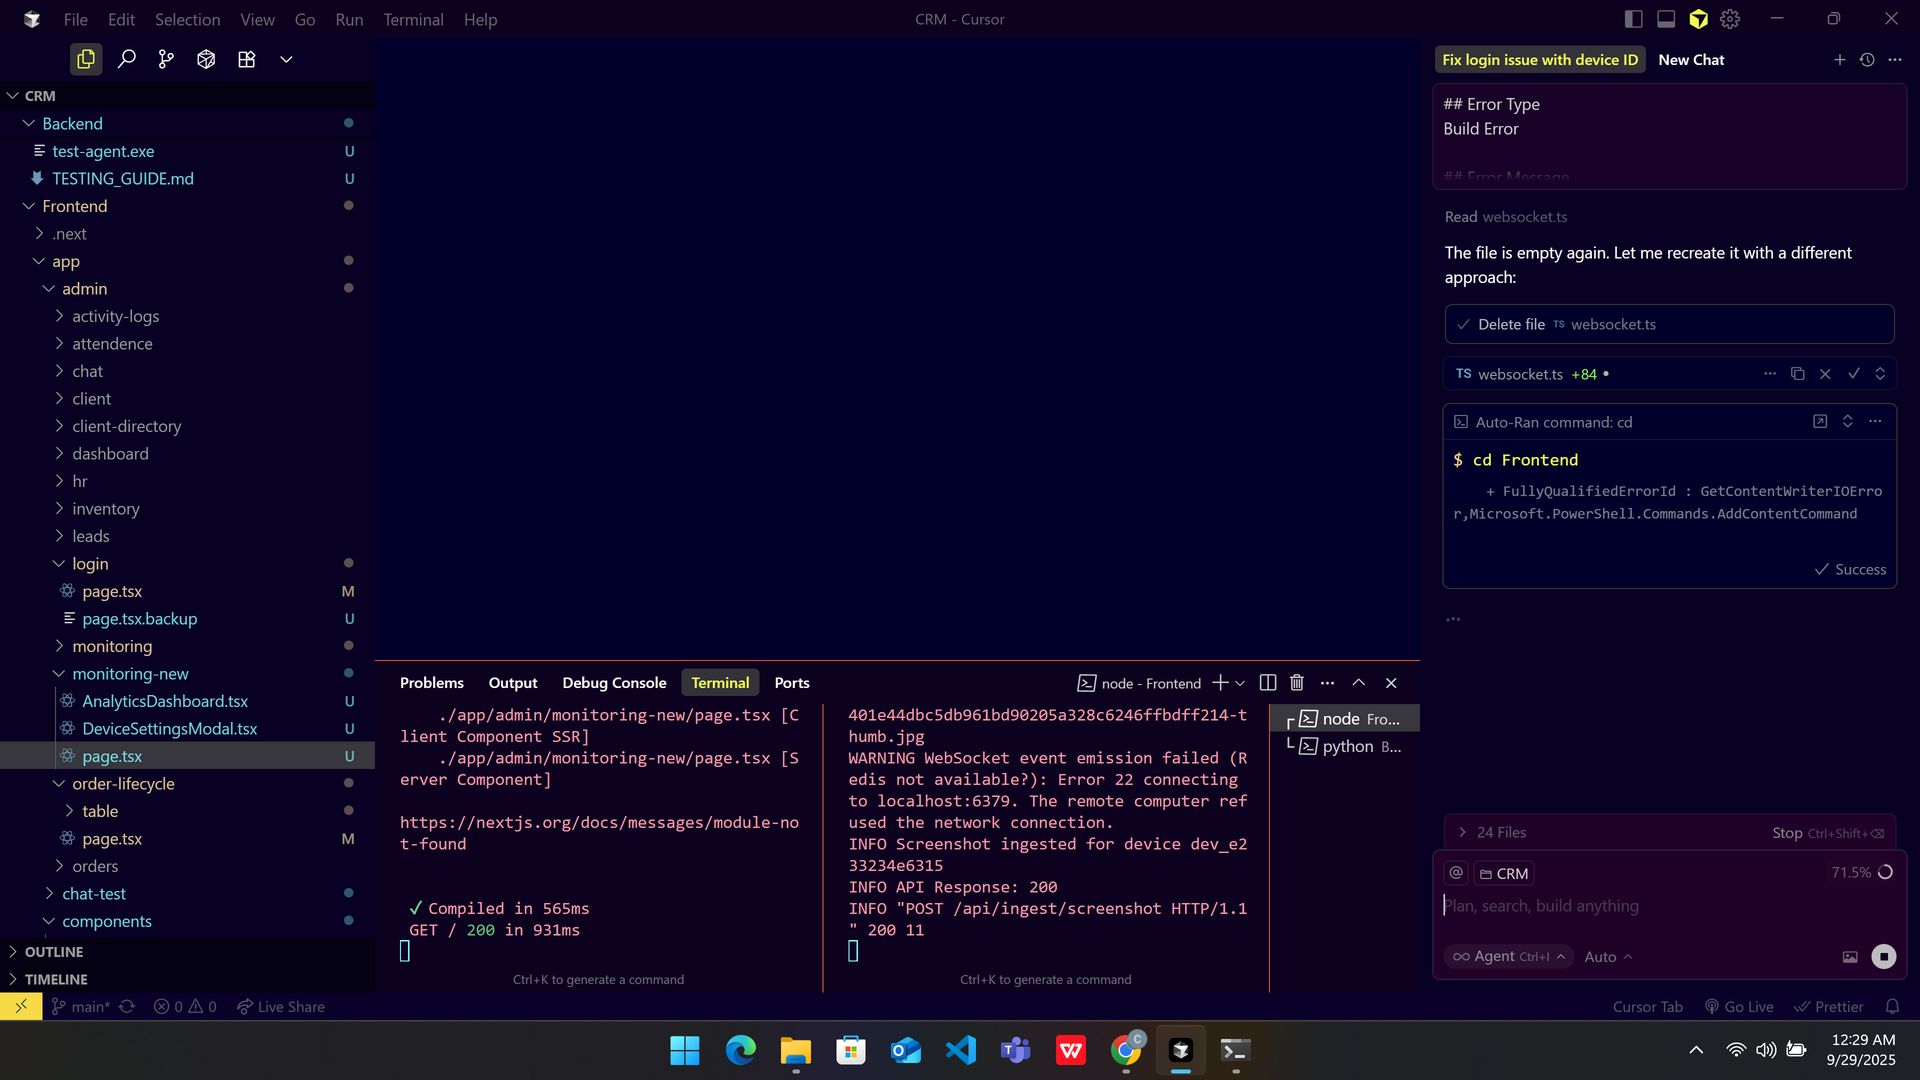 File Edit Selection View Go Run Terminal Help
CRM - Cursor
CRM
Backend
test-agent.exe U
TESTING_GUIDE.md U
Frontend
.next
app
admin
activity-logs
attendence
chat
client
client-directory
dashboard
hr
inventory
leads
login
page.tsx M
page.tsx.backup U
monitoring
monitoring-new
AnalyticsDashboard.tsx U
DeviceSettingsModal.tsx U
page.tsx U
order-lifecycle
table
page.tsx M
orders
chat-test
components
OUTLINE
TIMELINE
Problems Output Debug Console Terminal Ports
node - Frontend
./app/admin/monitoring-new/page.tsx [C
lient Component SSR]
./app/admin/monitoring-new/page.tsx [S
erver Component]
https://nextjs.org/docs/messages/module-no
t-found
✓ Compiled in 565ms
GET / 200 in 931ms
Ctrl+K to generate a command
401e44dbc5db961bd90205a328c6246ffbdff214-t
humb.jpg
WARNING WebSocket event emission failed (R
edis not available?): Error 22 connecting
to localhost:6379. The remote computer ref
used the network connection.
INFO Screenshot ingested for device dev_e2
33234e6315
INFO API Response: 200
INFO "POST /api/ingest/screenshot HTTP/1.1
" 200 11
Ctrl+K to generate a command
node Fro...
python B...
Fix login issue with device ID New Chat
## Error Type
Build Error
## Error Message
Read websocket.ts
The file is empty again. Let me recreate it with a different
approach:
Delete file TS websocket.ts
TS websocket.ts +84
Auto-Ran command: cd
$ cd Frontend
+ FullyQualifiedErrorId : GetContentWriterIOErro
r,Microsoft.PowerShell.Commands.AddContentCommand
Success
24 Files Stop Ctrl+Shift+⌫
@ CRM 71.5%
Plan, search, build anything
Agent Ctrl+I Auto
main* 0 0 Live Share
Cursor Tab Go Live Prettier
C
12:29 AM
9/29/2025